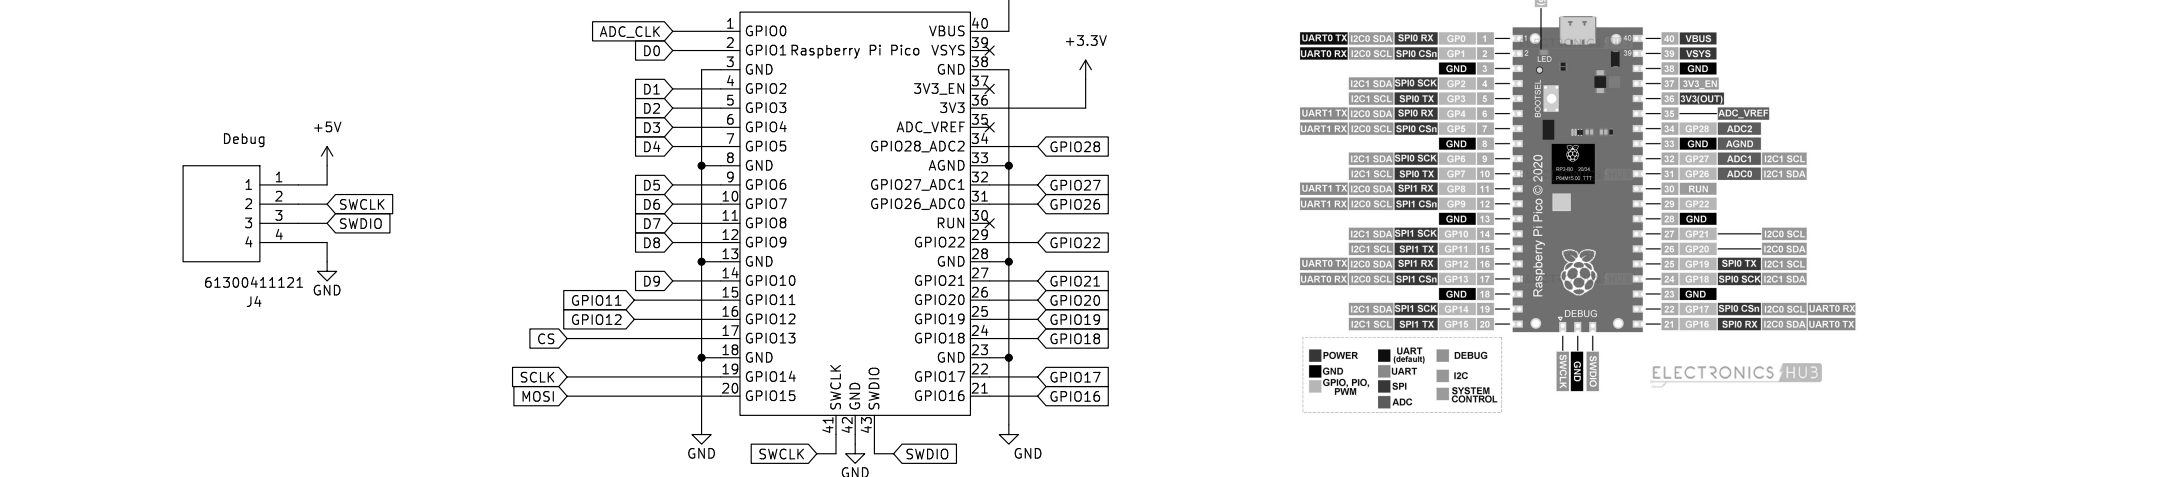 Debug
+5V
1 1
2 2 SWCLK
3 3 SWDIO
4 4
61300411121
J4
GND
Raspberry Pi Pico
ADC_CLK 1 GPIO0
D0 2 GPIO1
3 GND
D1 4 GPIO2
D2 5 GPIO3
D3 6 GPIO4
D4 7 GPIO5
8 GND
D5 9 GPIO6
D6 10 GPIO7
D7 11 GPIO8
D8 12 GPIO9
13 GND
D9 14 GPIO10
GPIO11 15 GPIO11
GPIO12 16 GPIO12
CS 17 GPIO13
18 GND
SCLK 19 GPIO14
MOSI 20 GPIO15
VBUS 40
VSYS 39
GND 38
3V3_EN 37
3V3 36
+3.3V
ADC_VREF 35
GPIO28_ADC2 34 GPIO28
AGND 33
GPIO27_ADC1 32 GPIO27
GPIO26_ADC0 31 GPIO26
RUN 30
GPIO22 29 GPIO22
GND 28
GPIO21 27 GPIO21
GPIO20 26 GPIO20
GPIO19 25 GPIO19
GPIO18 24 GPIO18
GND 23
GPIO17 22 GPIO17
GPIO16 21 GPIO16
SWCLK
GND
SWDIO
41
42
43
GND
SWCLK
GND
SWDIO
GND
UART0 TX I2C0 SDA SPI0 RX GP0 1
UART0 RX I2C0 SCL SPI0 CSn GP1 2
GND 3
I2C1 SDA SPI0 SCK GP2 4
I2C1 SCL SPI0 TX GP3 5
UART1 TX I2C0 SDA SPI0 RX GP4 6
UART1 RX I2C0 SCL SPI0 CSn GP5 7
GND 8
I2C1 SDA SPI0 SCK GP6 9
I2C1 SCL SPI0 TX GP7 10
UART1 TX I2C0 SDA SPI1 RX GP8 11
UART1 RX I2C0 SCL SPI1 CSn GP9 12
GND 13
I2C1 SDA SPI1 SCK GP10 14
I2C1 SCL SPI1 TX GP11 15
UART0 TX I2C0 SDA SPI1 RX GP12 16
UART0 RX I2C0 SCL SPI1 CSn GP13 17
GND 18
I2C1 SDA SPI1 SCK GP14 19
I2C1 SCL SPI1 TX GP15 20
1
2
40
39
LED
BOOTSEL
Raspberry Pi Pico © 2020
DEBUG
SWCLK
GND
SWDIO
40 VBUS
39 VSYS
38 GND
37 3V3_EN
36 3V3(OUT)
35 ADC_VREF
34 GP28 ADC2
33 GND AGND
32 GP27 ADC1 I2C1 SCL
31 GP26 ADC0 I2C1 SDA
30 RUN
29 GP22
28 GND
27 GP21 I2C0 SCL
26 GP20 I2C0 SDA
25 GP19 SPI0 TX I2C1 SCL
24 GP18 SPI0 SCK I2C1 SDA
23 GND
22 GP17 SPI0 CSn I2C0 SCL UART0 RX
21 GP16 SPI0 RX I2C0 SDA UART0 TX
POWER
GND
GPIO, PIO,
PWM
UART
(default)
UART
SPI
ADC
DEBUG
I2C
SYSTEM
CONTROL
ELECTRONICS HUB